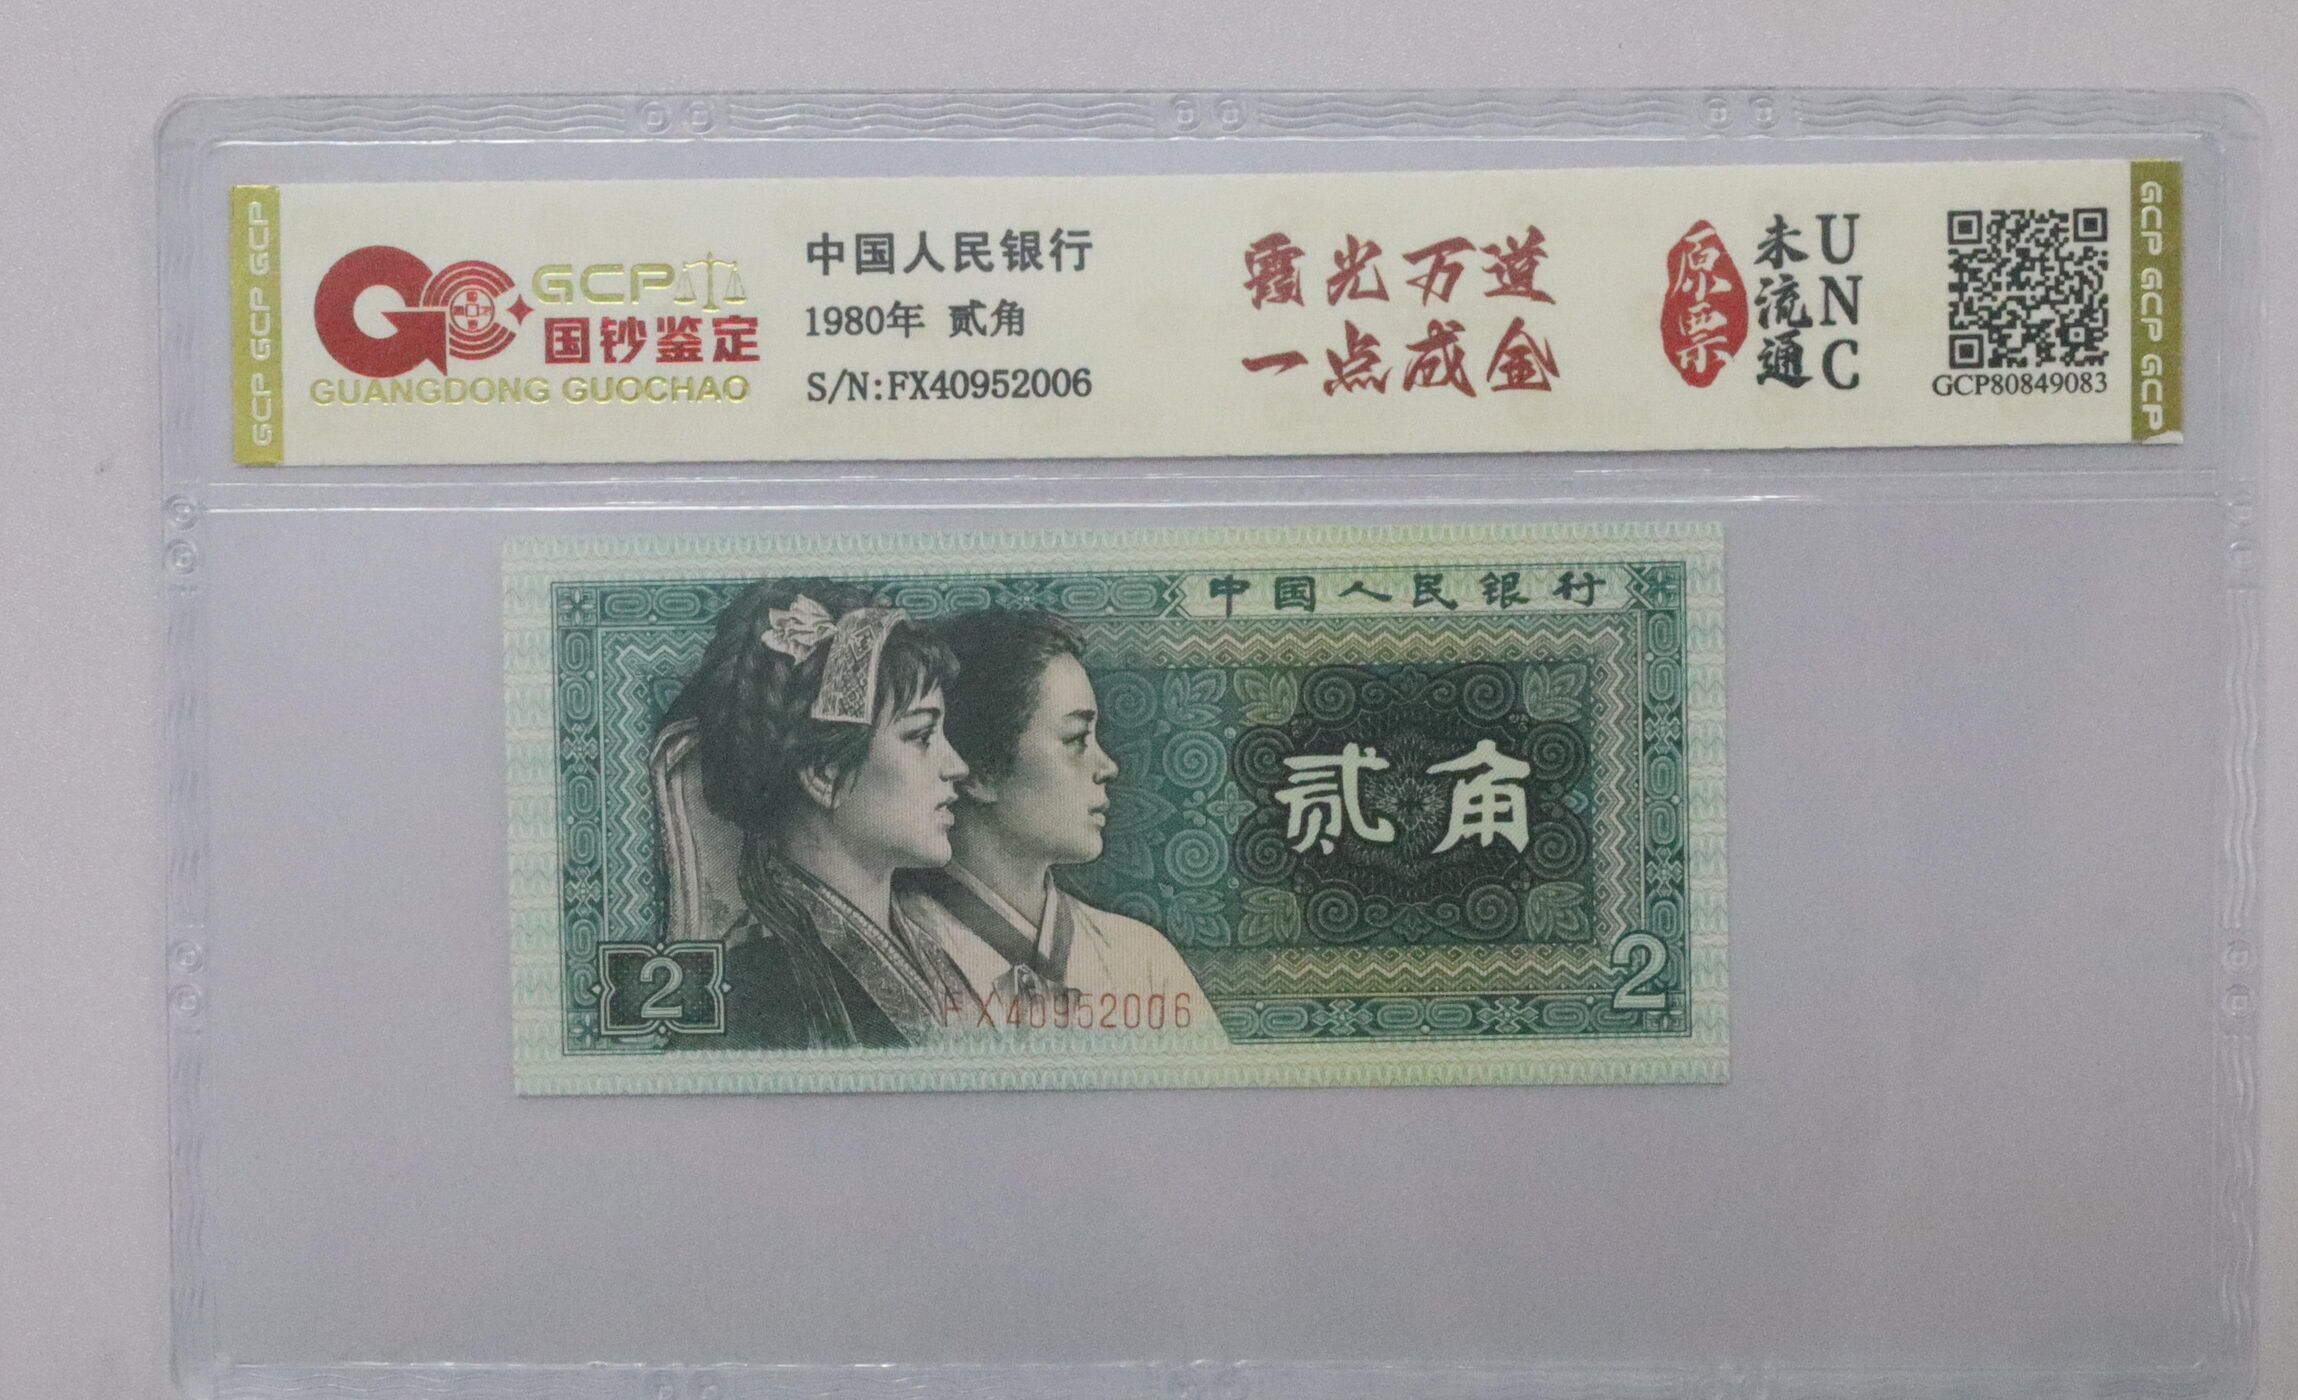 GCP GCP GCP
GCP
国钞鉴定
GUANGDONG GUOCHAO
中国人民银行
1980年 贰角
S/N:FX40952006
霞光万道
一点成金
原票
未流通
UNC
GCP80849083
GCP GCP GCP
中国人民银行
贰角
2
2
FX40952006